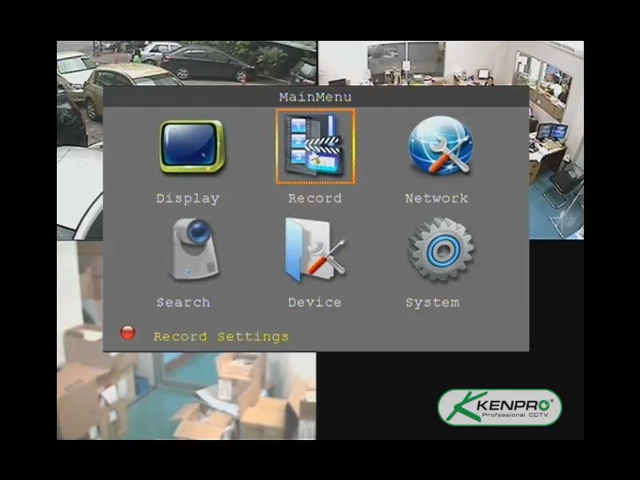 MainMenu
Display Record Network
Search Device System
Record Settings
KENPRO®
Professional CCTV